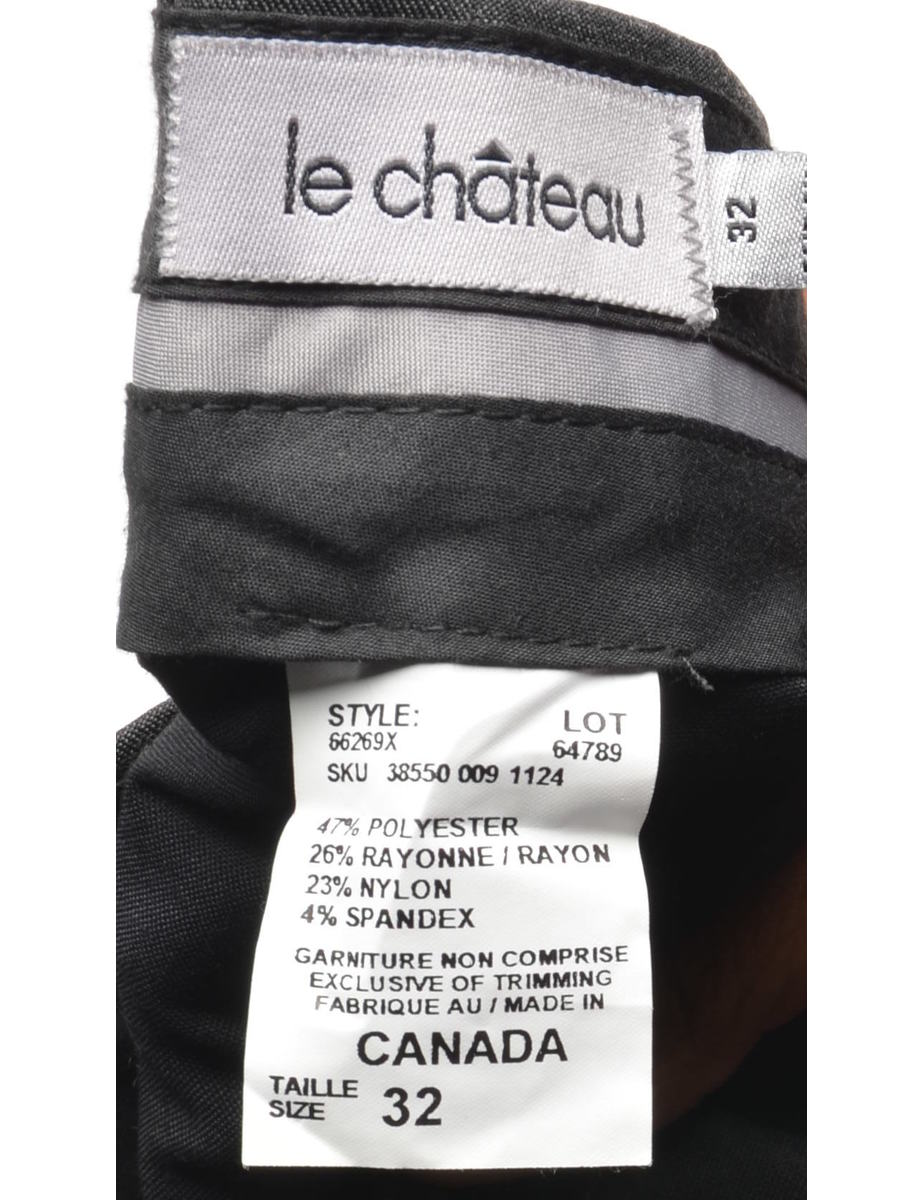 le château
32
STYLE: LOT
66269X 64789
SKU 38550 009 1124
47% POLYESTER
26% RAYONNE / RAYON
23% NYLON
4% SPANDEX
GARNITURE NON COMPRISE
EXCLUSIVE OF TRIMMING
FABRIQUE AU / MADE IN
CANADA
TAILLE
SIZE 32